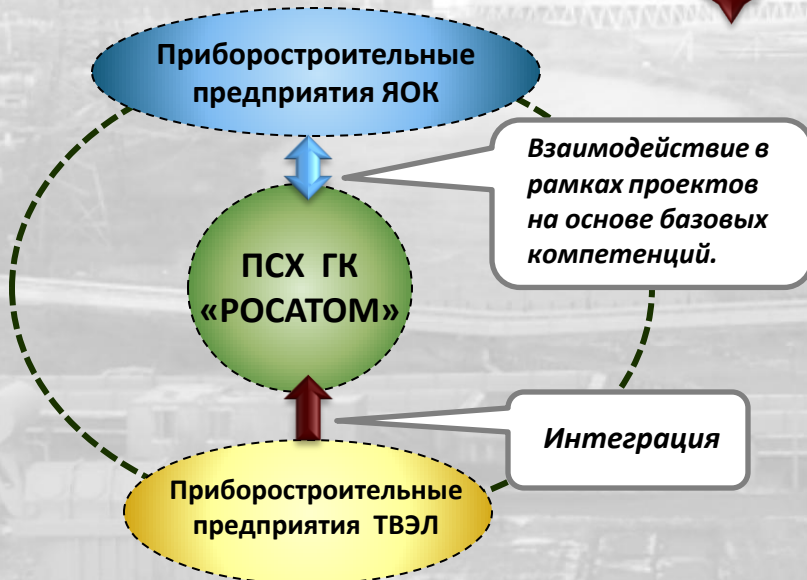 Приборостроительные
предприятия ЯОК
Взаимодействие в
рамках проектов
на основе базовых
компетенций.
ПСХ ГК
«РОСАТОМ»
Интеграция
Приборостроительные
предприятия ТВЭЛ